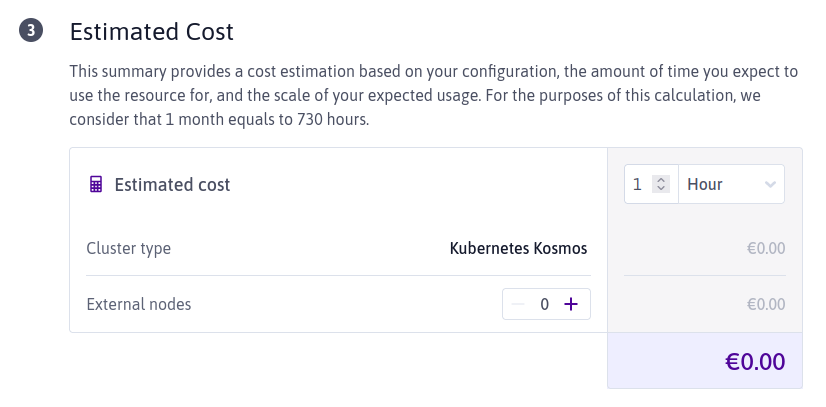 3
Estimated Cost
This summary provides a cost estimation based on your configuration, the amount of time you expect to
use the resource for, and the scale of your expected usage. For the purposes of this calculation, we
consider that 1 month equals to 730 hours.
Estimated cost 1 Hour
Cluster type Kubernetes Kosmos €0.00
External nodes 0 €0.00
€0.00